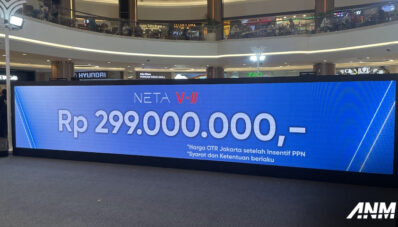 HYUNDAI
NETA V-II
Rp 299.000.000,-
*Harga OTR Jakarta setelah Insentif PPN
*Syarat dan Ketentuan berlaku
ANM